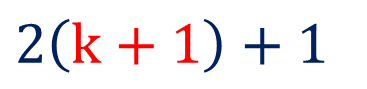 2(k + 1) + 1